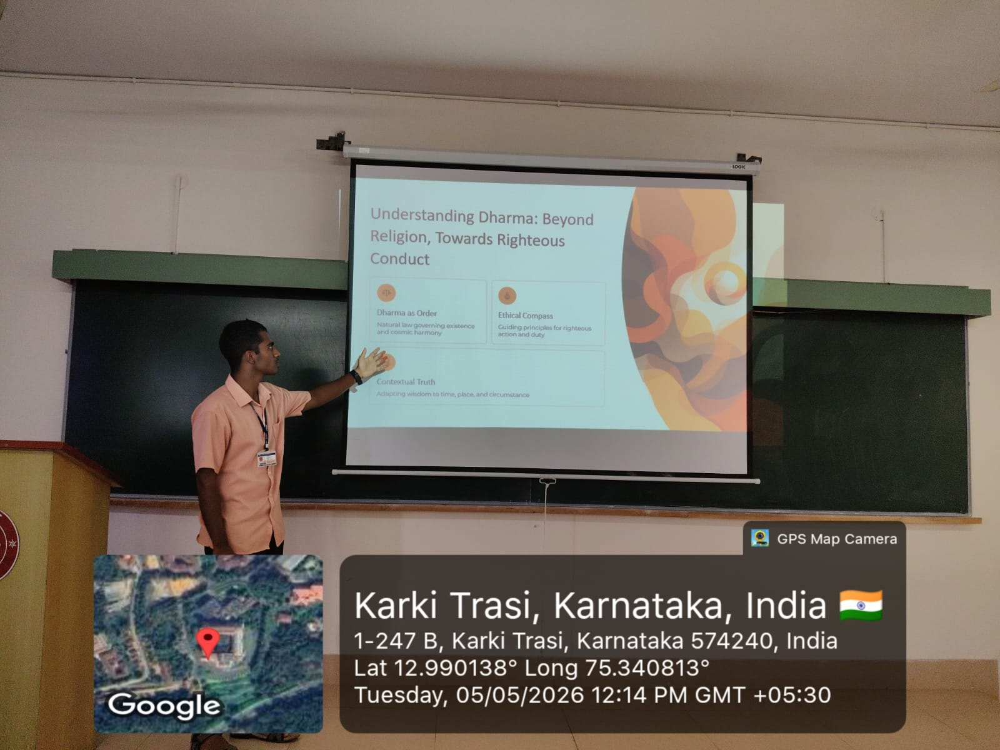 LOGIC
Understanding Dharma: Beyond
Religion, Towards Righteous
Conduct
Dharma as Order
Natural law governing existence
and cosmic harmony
Ethical Compass
Guiding principles for righteous
action and duty
Contextual Truth
Adapting wisdom to time, place, and circumstance
GPS Map Camera
Karki Trasi, Karnataka, India
1-247 B, Karki Trasi, Karnataka 574240, India
Lat 12.990138° Long 75.340813°
Tuesday, 05/05/2026 12:14 PM GMT +05:30
Google